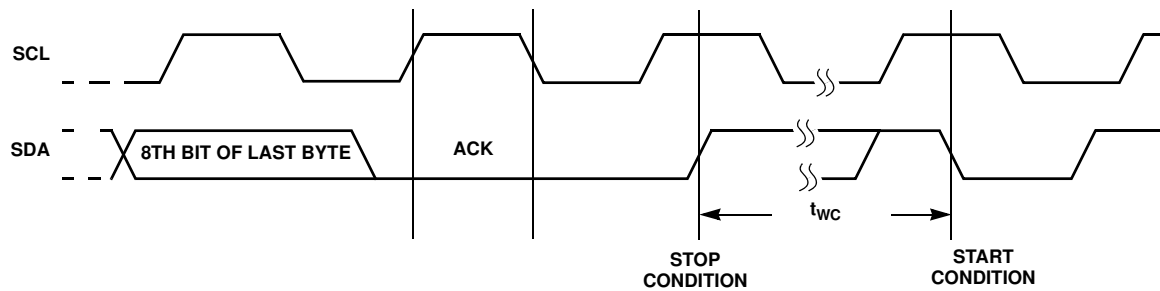 SCL
SDA
8TH BIT OF LAST BYTE
ACK
tWC
STOP
CONDITION
START
CONDITION